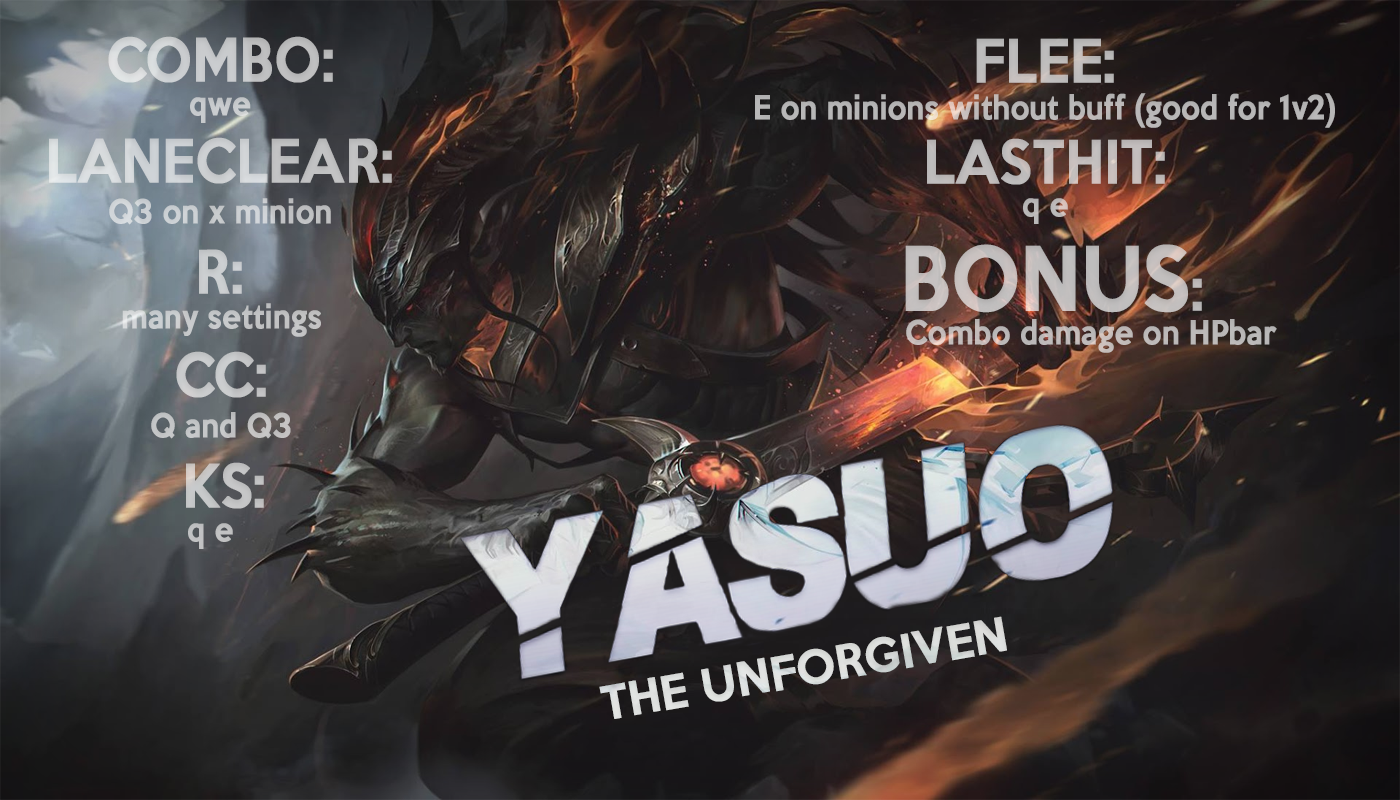 COMBO:
qwe
LANECLEAR:
Q3 on x minion
R:
many settings
CC:
Q and Q3
KS:
q e
FLEE:
E on minions without buff (good for 1v2)
LASTHIT:
q e
BONUS:
Combo damage on HPbar
YASUO
THE UNFORGIVEN